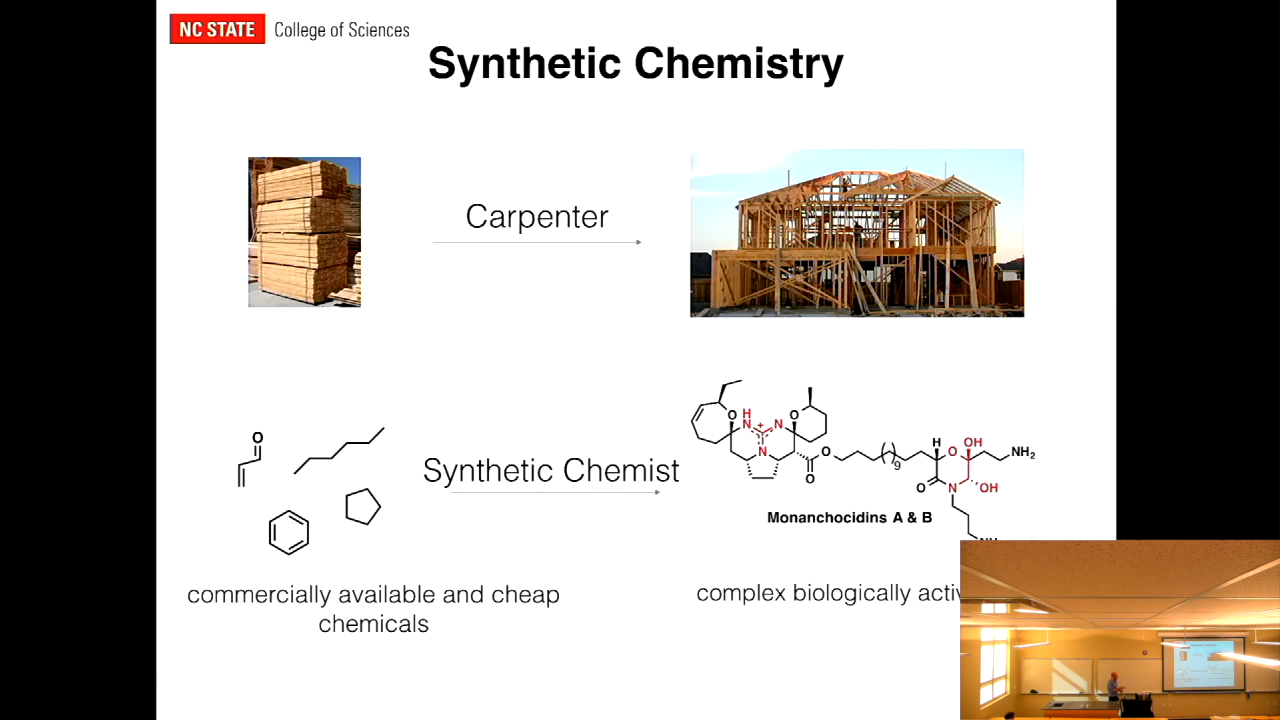 NC STATE College of Sciences
Synthetic Chemistry
Carpenter
Synthetic Chemist
Monanchocidins A & B
commercially available and cheap
chemicals
complex biologically
O
O
H
N
+
N
N
O
O
O
9
H
O
OH
NH₂
O
N
OH